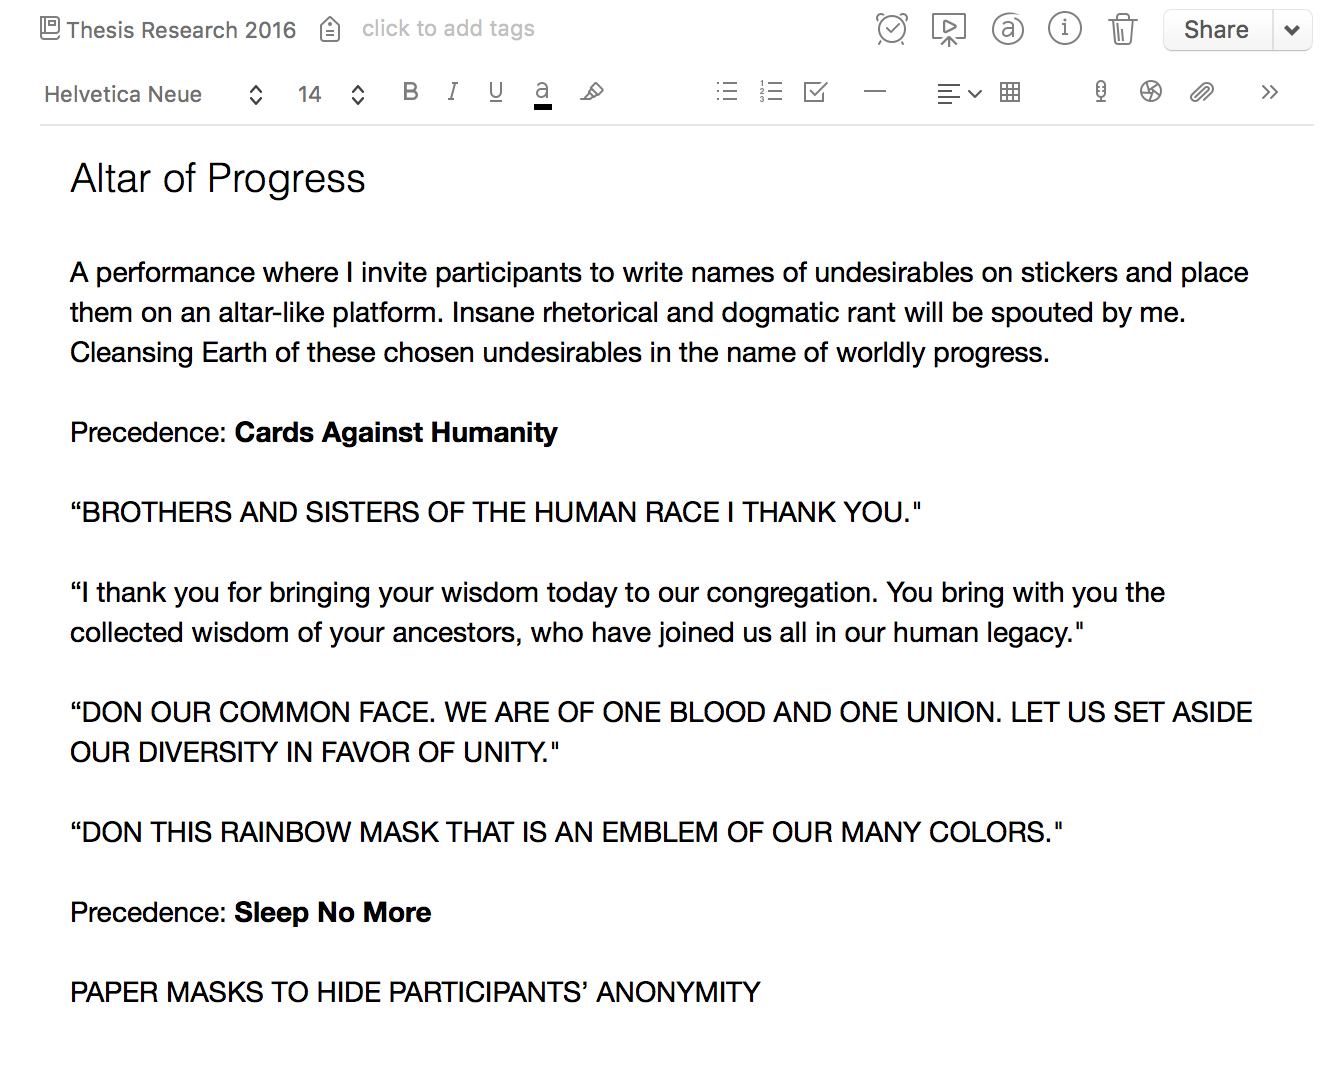 Thesis Research 2016 click to add tags Share
Helvetica Neue 14 B I U a
Altar of Progress
A performance where I invite participants to write names of undesirables on stickers and place
them on an altar-like platform. Insane rhetorical and dogmatic rant will be spouted by me.
Cleansing Earth of these chosen undesirables in the name of worldly progress.
Precedence: Cards Against Humanity
“BROTHERS AND SISTERS OF THE HUMAN RACE I THANK YOU."
“I thank you for bringing your wisdom today to our congregation. You bring with you the
collected wisdom of your ancestors, who have joined us all in our human legacy."
“DON OUR COMMON FACE. WE ARE OF ONE BLOOD AND ONE UNION. LET US SET ASIDE
OUR DIVERSITY IN FAVOR OF UNITY."
“DON THIS RAINBOW MASK THAT IS AN EMBLEM OF OUR MANY COLORS."
Precedence: Sleep No More
PAPER MASKS TO HIDE PARTICIPANTS’ ANONYMITY